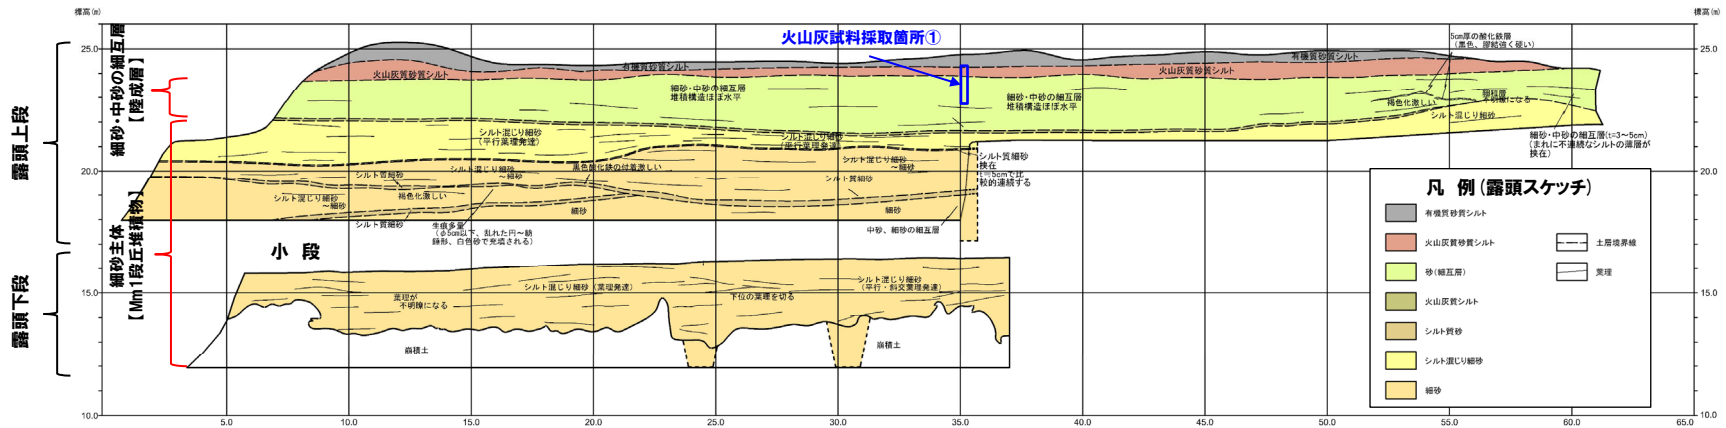 標高(m)
標高(m)
25.0
20.0
15.0
10.0
25.0
20.0
15.0
10.0
露頭上段
露頭下段
細砂・中砂の細互層
【陸成層】
細砂主体
【Mm1段丘堆積物】
火山灰試料採取箇所①
有機質砂質シルト
火山灰質砂質シルト
細砂・中砂の細互層
堆積構造ほぼ水平
細砂・中砂の細互層
堆積構造ほぼ水平
火山灰質砂質シルト
有機質砂質シルト
5cm厚の酸化鉄層
(黒色、膠結強く硬い)
褐色化激しい
不明瞭になる
シルト混じり細砂
細砂・中砂の細互層(t=3～5cm)
(まれに不連続なシルトの薄層が
挟在)
シルト混じり細砂
(平行葉理発達)
シルト混じり細砂
(平行葉理発達)
シルト質細砂
シルト混じり細砂
～細砂
黒色酸化鉄の付着激しい
シルト混じり細砂
～細砂
シルト質細砂
シルト質細砂
挟在
t=5cmで比
較的連続する
シルト混じり細砂
～細砂
褐色化激しい
細砂
細砂
シルト質細砂
生痕多量
(φ5cm以下、乱れた円～鞘
錐形、白色砂で充填される)
中砂、細砂の細互層
小 段
葉理が
不明瞭になる
シルト混じり細砂(葉理発達)
下位の葉理を切る
シルト混じり細砂
(平行・斜交葉理発達)
崩積土
崩積土
凡 例(露頭スケッチ)
有機質砂質シルト
火山灰質砂質シルト
砂(細互層)
火山灰質シルト
シルト質砂
シルト混じり細砂
細砂
土層境界線
葉理
5.0
10.0
15.0
20.0
25.0
30.0
35.0
40.0
45.0
50.0
55.0
60.0
65.0